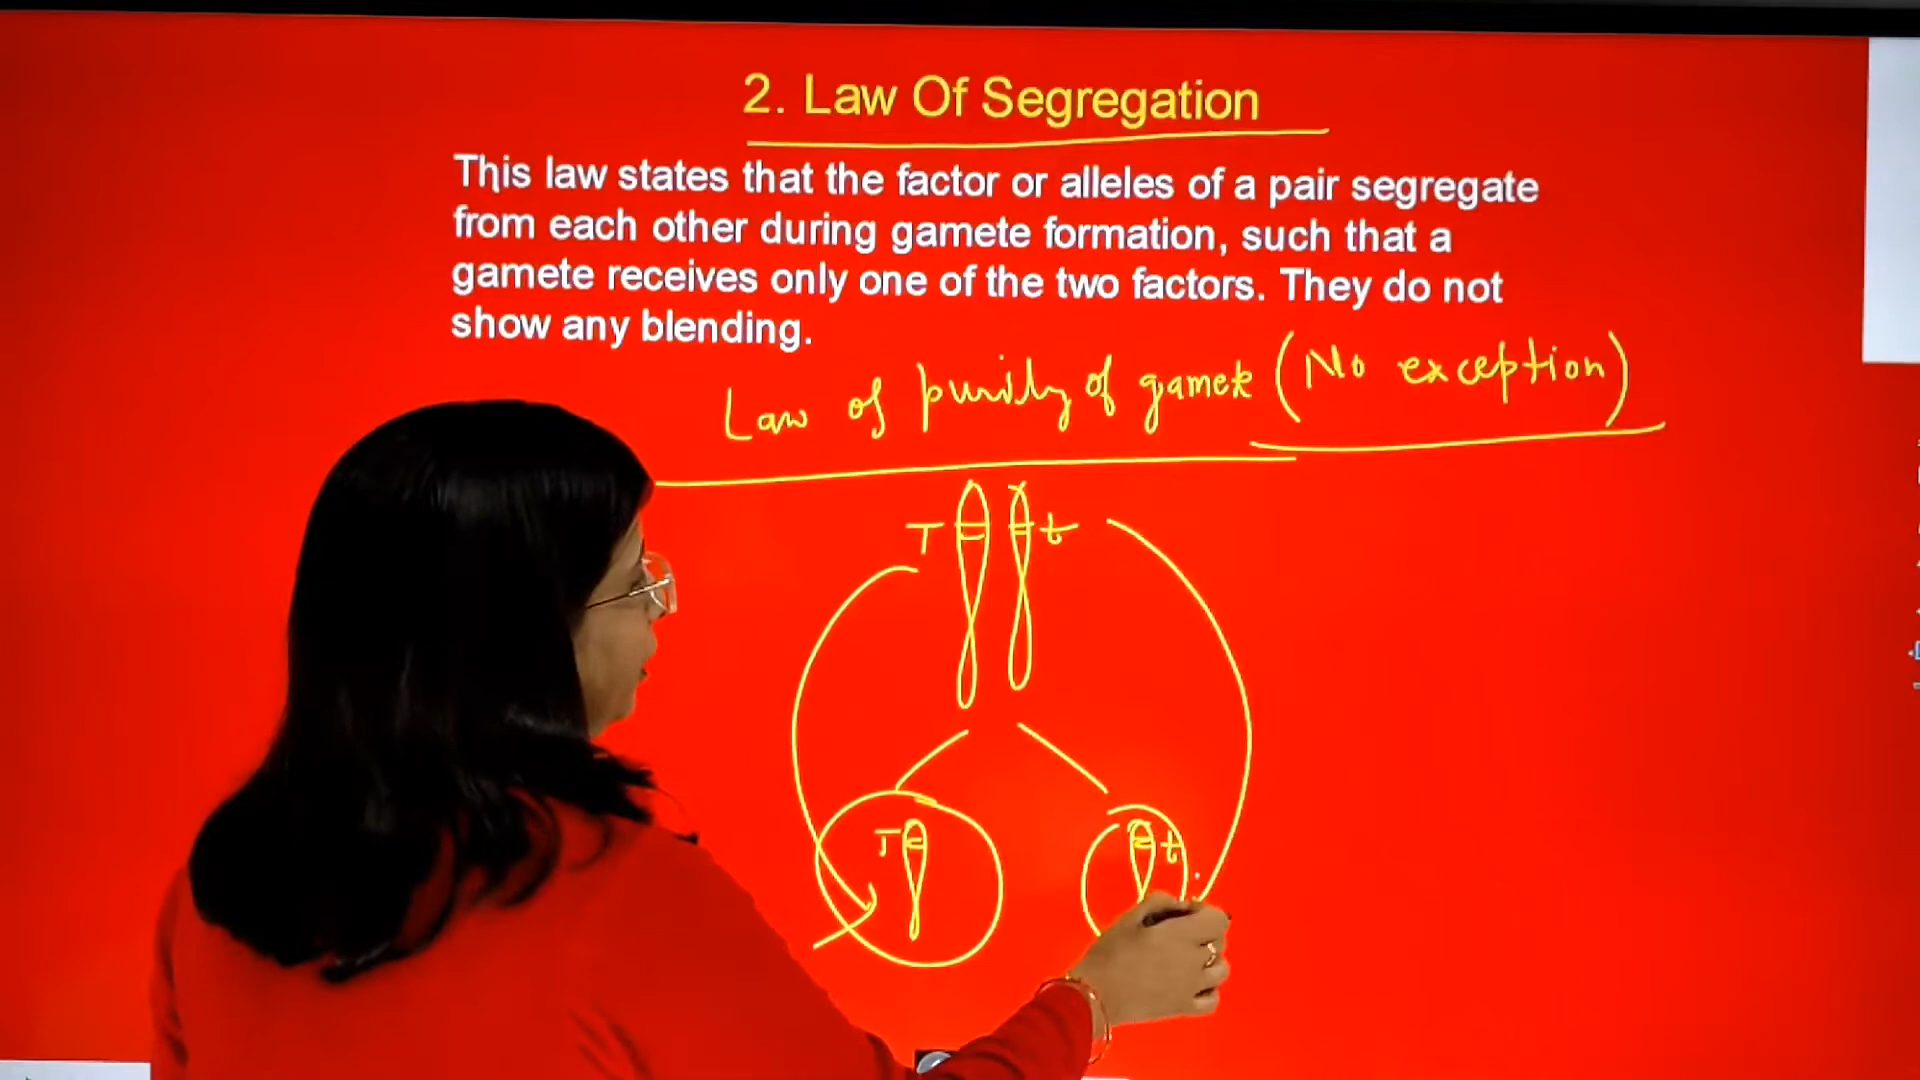 2. Law Of Segregation
This law states that the factor or alleles of a pair segregate
from each other during gamete formation, such that a
gamete receives only one of the two factors. They do not
show any blending.
Law of purity of gamete (No exception)
T t
T t